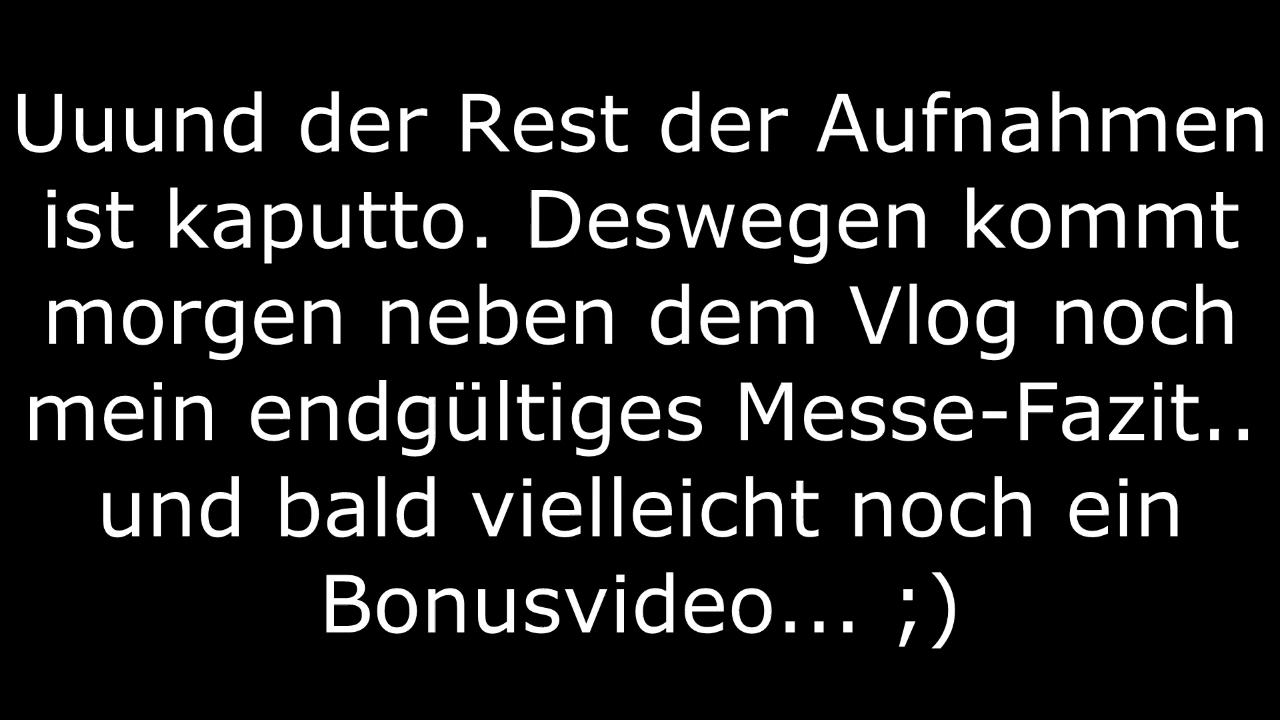 Uuund der Rest der Aufnahmen
ist kaputto. Deswegen kommt
morgen neben dem Vlog noch
mein endgültiges Messe-Fazit..
und bald vielleicht noch ein
Bonusvideo... ;)